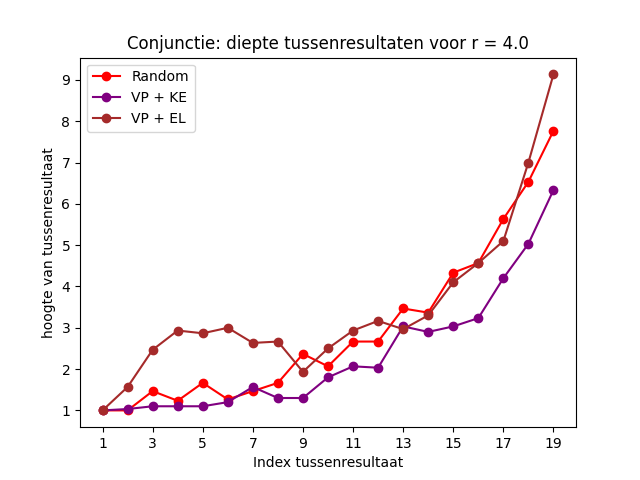 Conjunctie: diepte tussenresultaten voor r = 4.0
Random
VP + KE
VP + EL
hoogte van tussenresultaat
9
8
7
6
5
4
3
2
1
1 3 5 7 9 11 13 15 17 19
Index tussenresultaat